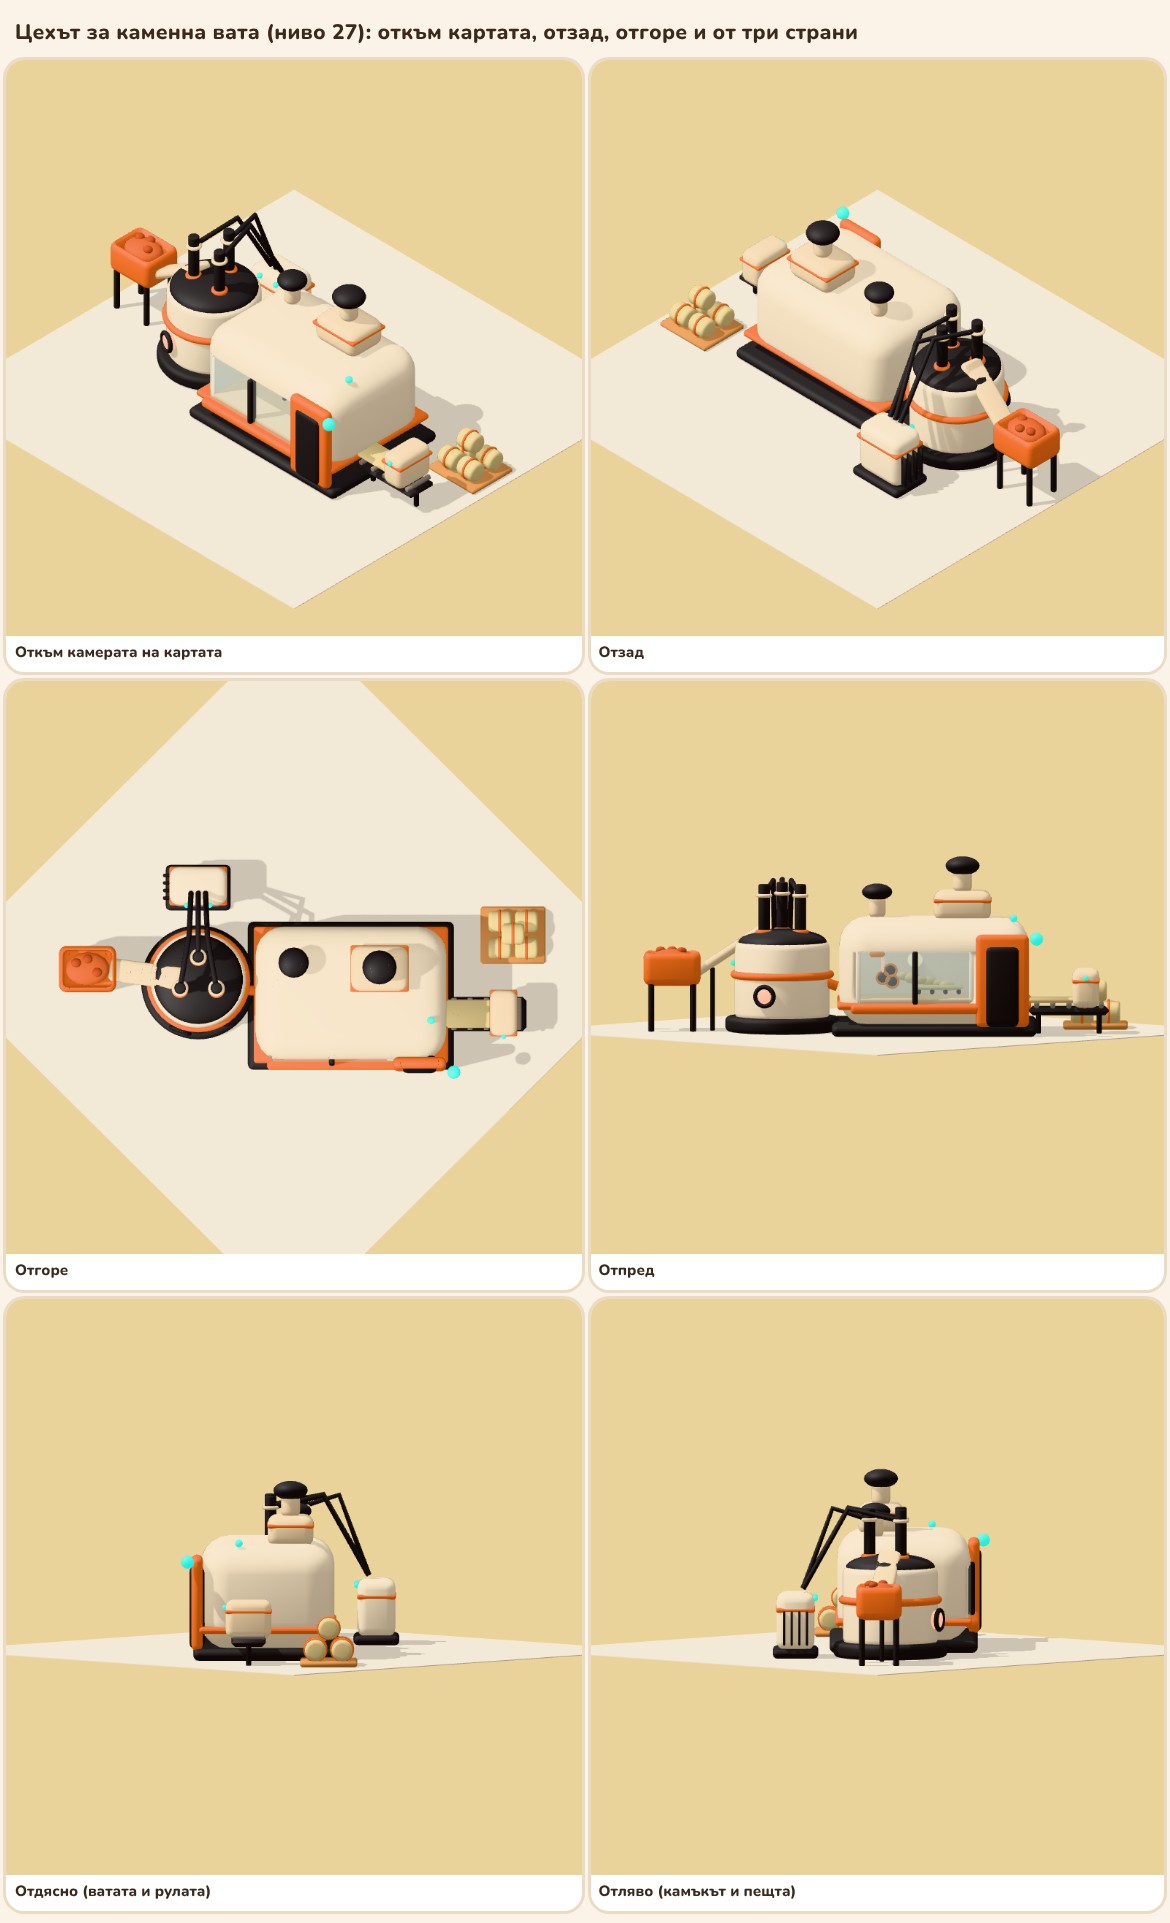 Цехът за каменна вата (ниво 27): откъм картата, отзад, отгоре и от три страни
Откъм камерата на картата
Отзад
Отгоре
Отпред
Отдясно (ватата и рулата)
Отляво (камъкът и пещта)